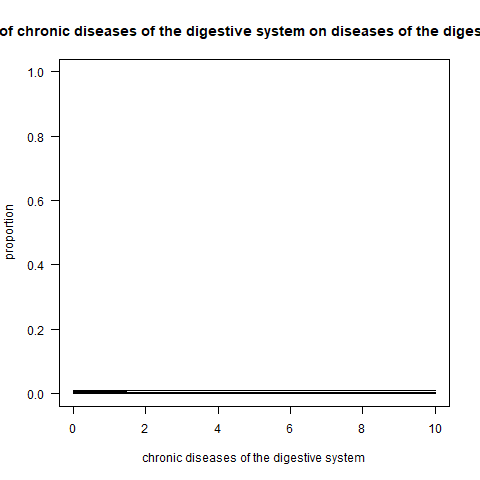 of chronic diseases of the digestive system on diseases of the diges
1.0
0.8
0.6
0.4
0.2
0.0
proportion
0 2 4 6 8 10
chronic diseases of the digestive system